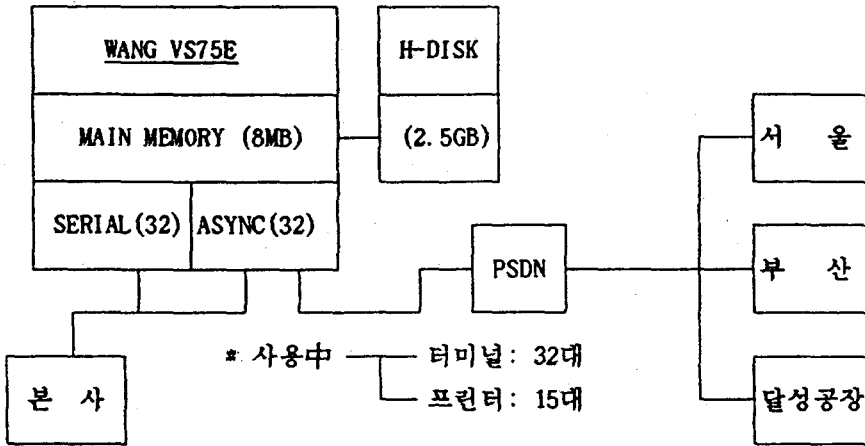 WANG VS75E
H-DISK
MAIN MEMORY (8MB)
(2.5GB)
SERIAL(32)
ASYNC(32)
PSDN
서 울
부 산
달성공장
본 사
* 사용中
터미널: 32대
프린터: 15대